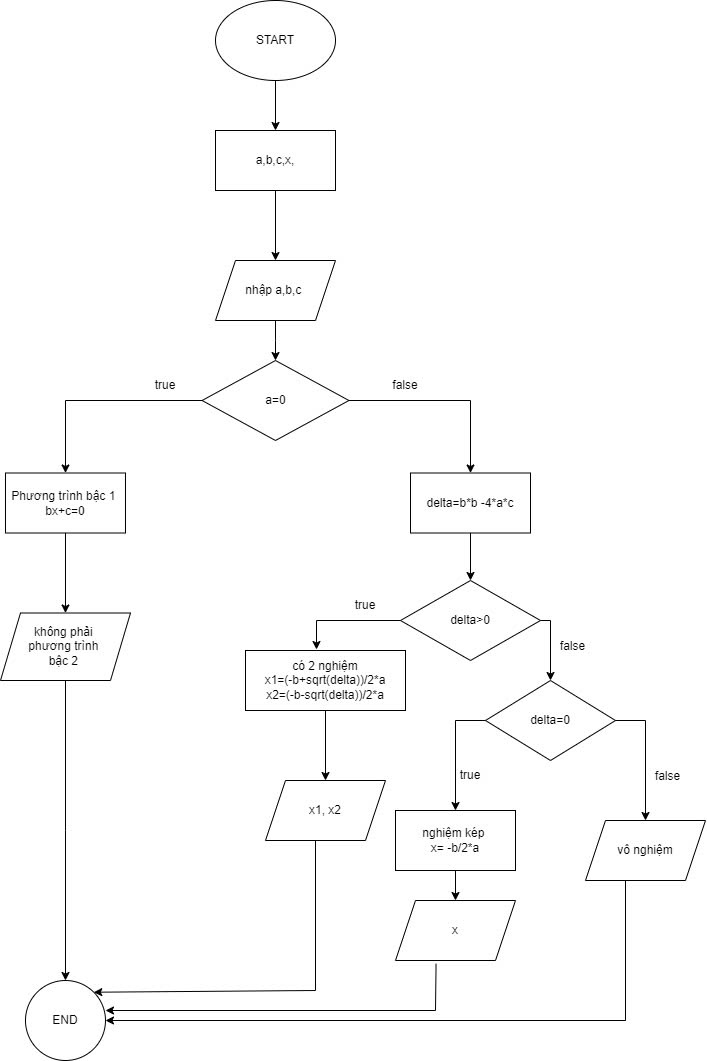 START
a,b,c,x,
nhập a,b,c
true
a=0
false
Phương trình bậc 1
bx+c=0
delta=b*b -4*a*c
không phải
phương trình
bậc 2
true
delta>0
false
có 2 nghiệm
x1=(-b+sqrt(delta))/2*a
x2=(-b-sqrt(delta))/2*a
delta=0
true
false
x1, x2
nghiệm kép
x= -b/2*a
vô nghiệm
x
END